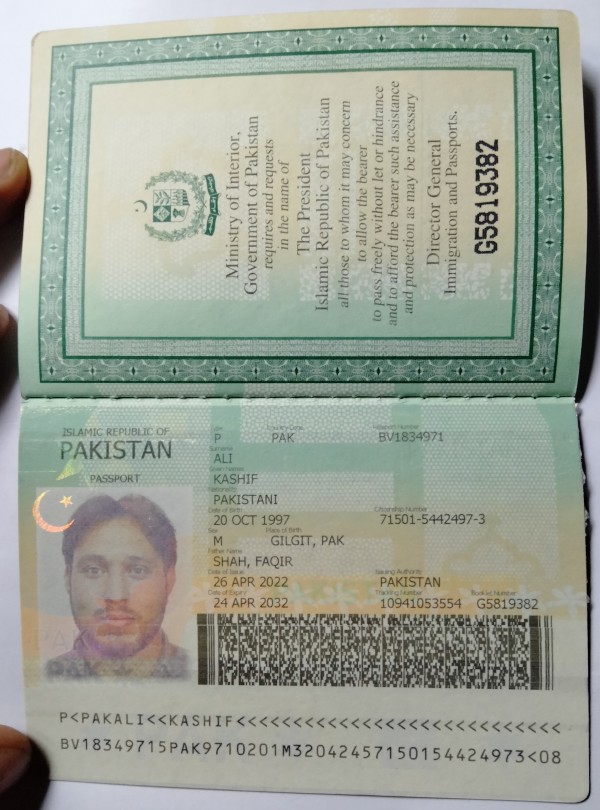 Ministry of Interior,
Government of Pakistan
requires and requests
in the name of
The President
Islamic Republic of Pakistan
all those to whom it may concern
to allow the bearer
to pass freely without let or hindrance
and to afford the bearer such assistance
and protection as may be necessary
Director General
Immigration and Passports.
G5819382
ISLAMIC REPUBLIC OF
PAKISTAN
PASSPORT
Type Country Code Passport Number
P PAK BV1834971
Surname
ALI
Given Names
KASHIF
Nationality
PAKISTANI
Date of Birth Citizenship Number
20 OCT 1997 71501-5442497-3
Sex Place of Birth
M GILGIT, PAK
Father Name
SHAH, FAQIR
Date of Issue Issuing Authority
26 APR 2022 PAKISTAN
Date of Expiry Tracking Number Booklet Number
24 APR 2032 10941053554 G5819382
P<PAKALI<<KASHIF<<<<<<<<<<<<<<<<<<<<<<<<<<<<
BV18349715PAK9710201M32042457150154424973<08